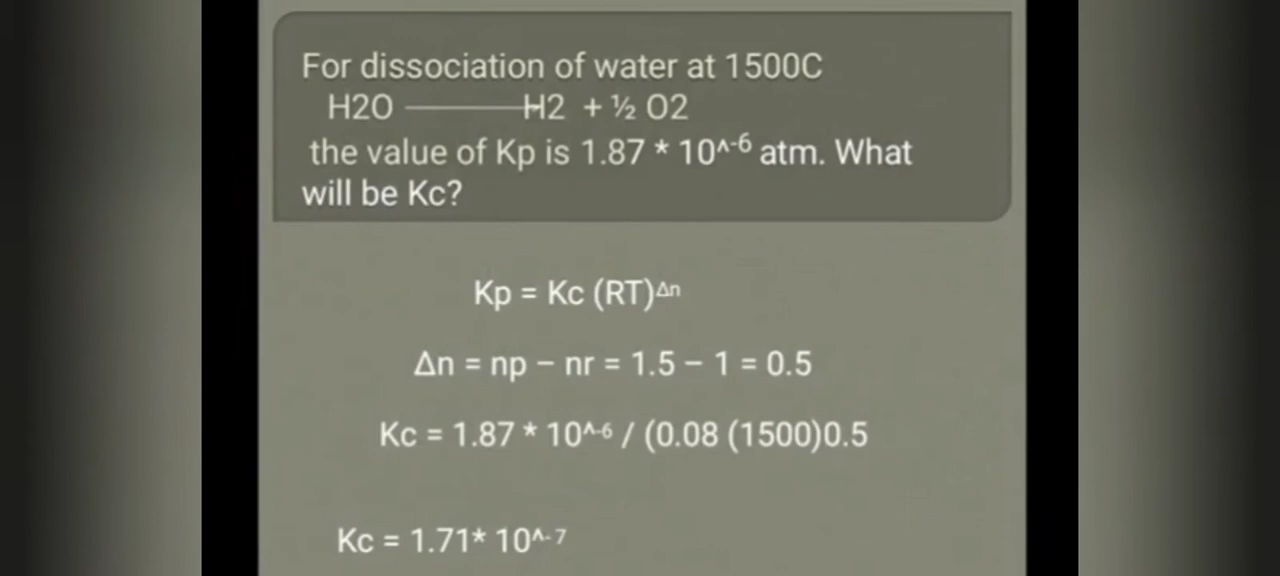 For dissociation of water at 1500C
H2O ———H2 + ½ O2
the value of Kp is 1.87 * 10^-6 atm. What
will be Kc?
Kp = Kc (RT)Δn
Δn = np – nr = 1.5 – 1 = 0.5
Kc = 1.87 * 10^-6 / (0.08 (1500)0.5
Kc = 1.71* 10^-7